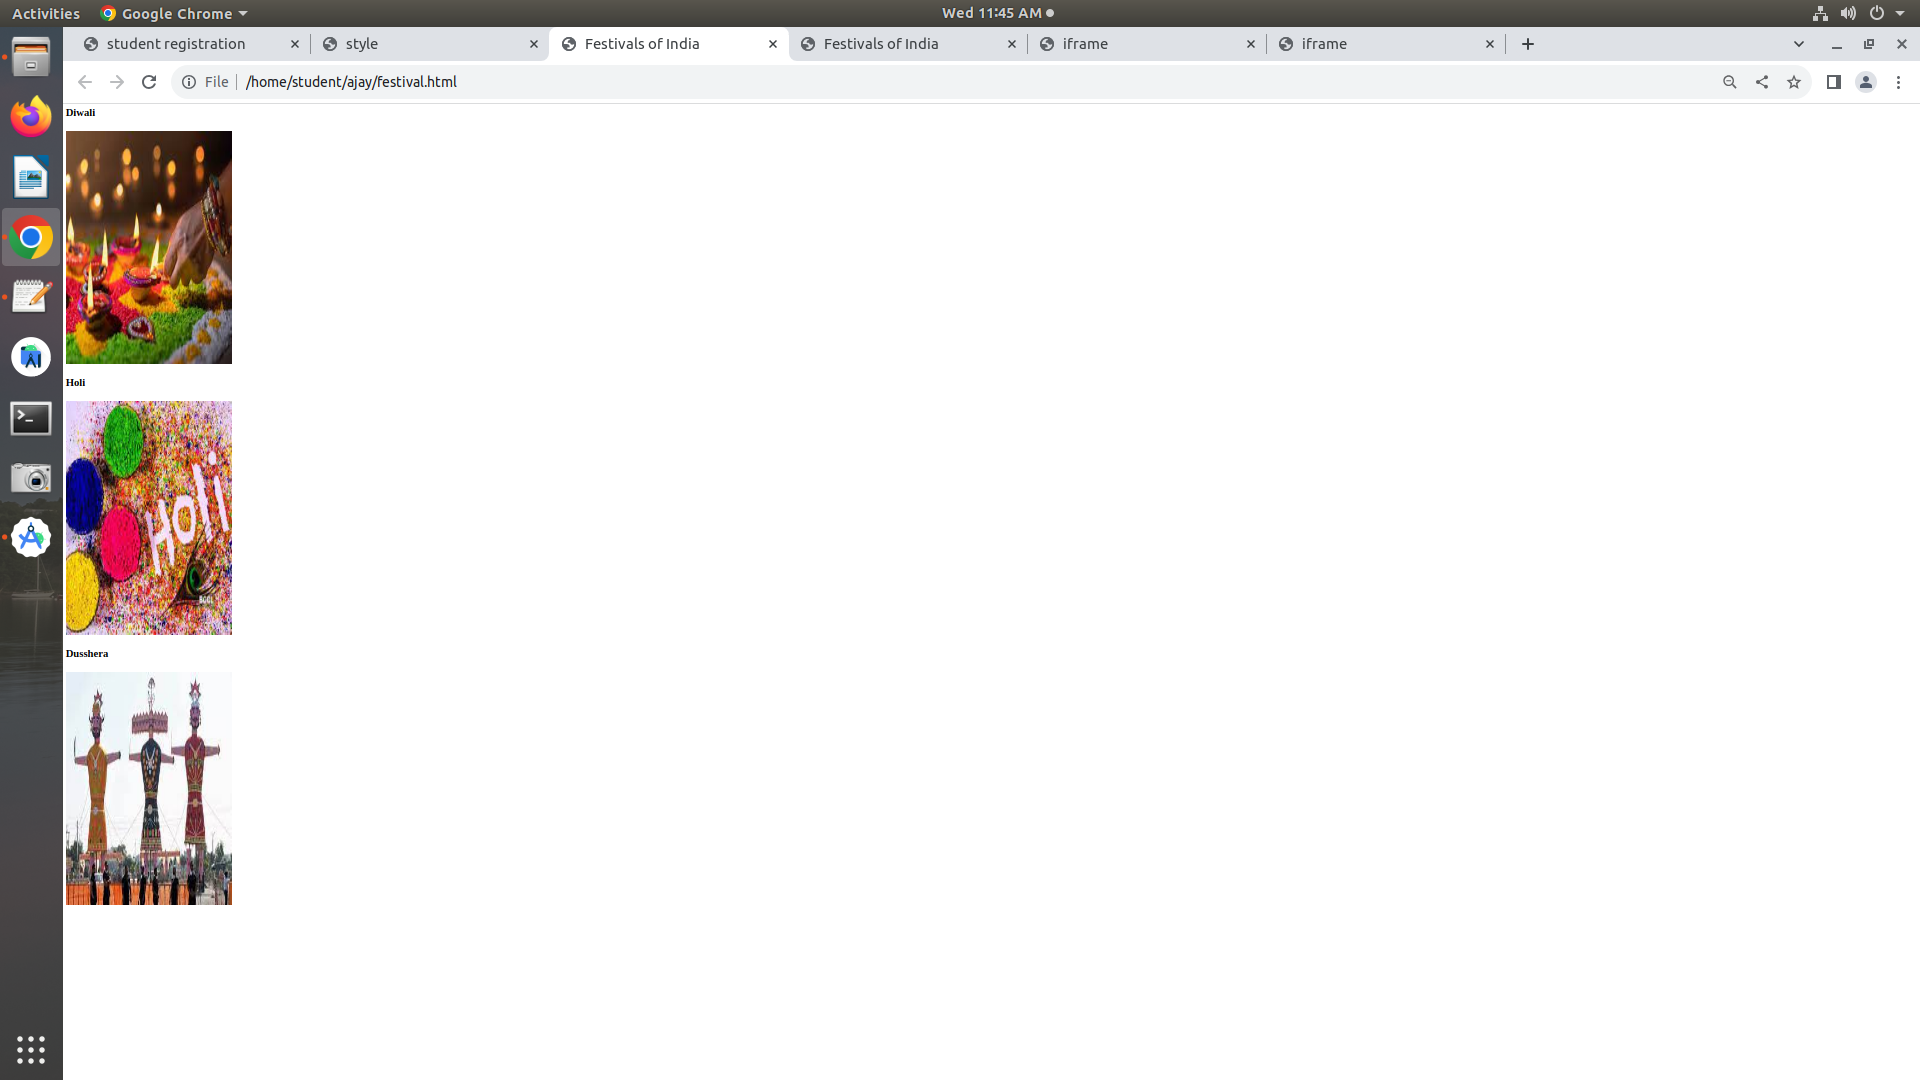 Activities
Google Chrome
Wed 11:45 AM
student registration
style
Festivals of India
Festivals of India
iframe
iframe
File
/home/student/ajay/festival.html
Diwali
Holi
Holi
Dusshera